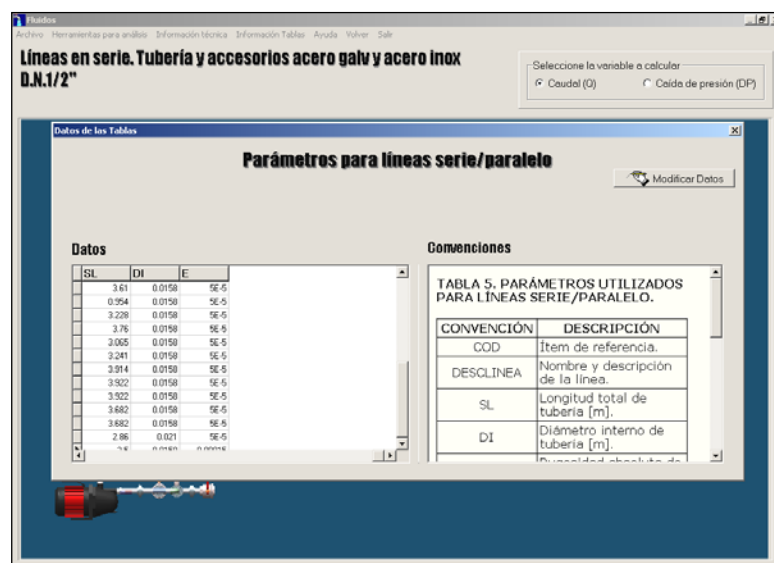 Fluidos
Archivo Herramientas para análisis Información técnica Información Tablas Ayuda Volver Salir
Líneas en serie. Tubería y accesorios acero galv y acero inox
D.N.1/2"
Seleccione la variable a calcular
Caudal (Q) Caída de presión (DP)
Datos de las Tablas
Parámetros para líneas serie/paralelo
Modificar Datos
Datos
SL DI E
3.61 0.0158 5E-5
0.954 0.0158 5E-5
3.228 0.0158 5E-5
3.76 0.0158 5E-5
3.065 0.0158 5E-5
3.241 0.0158 5E-5
3.914 0.0158 5E-5
3.922 0.0158 5E-5
3.922 0.0158 5E-5
3.682 0.0158 5E-5
3.682 0.0158 5E-5
2.86 0.021 5E-5
Convenciones
TABLA 5. PARÁMETROS UTILIZADOS
PARA LÍNEAS SERIE/PARALELO.
CONVENCIÓN DESCRIPCIÓN
COD Ítem de referencia.
DESCLINEA Nombre y descripción
de la línea.
SL Longitud total de
tubería [m].
DI Diámetro interno de
tubería [m].